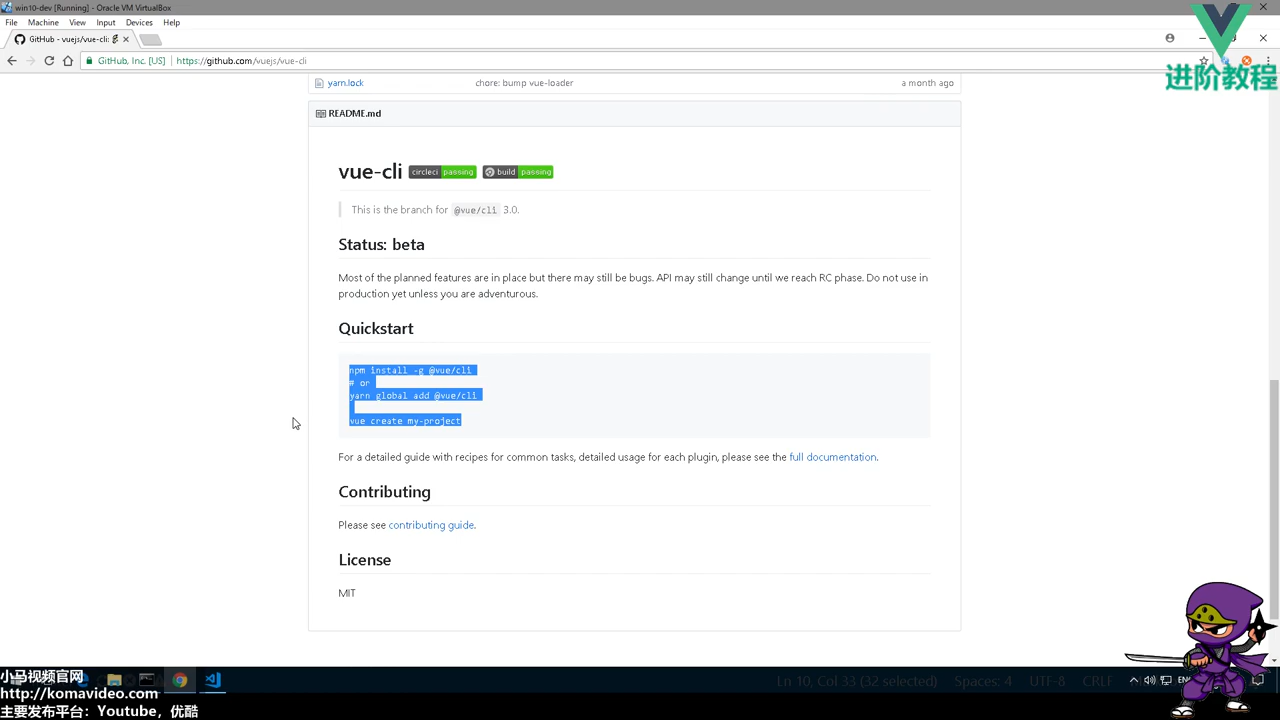 win10-dev [Running] - Oracle VM VirtualBox
File Machine View Input Devices Help
GitHub - vuejs/vue-cli:
GitHub, Inc. [US] https://github.com/vuejs/vue-cli
进阶教程
yarn.lock chore: bump vue-loader a month ago
README.md
vue-cli circleci passing build passing
This is the branch for @vue/cli 3.0.
Status: beta
Most of the planned features are in place but there may still be bugs. API may still change until we reach RC phase. Do not use in
production yet unless you are adventurous.
Quickstart
npm install -g @vue/cli
# or
yarn global add @vue/cli
vue create my-project
For a detailed guide with recipes for common tasks, detailed usage for each plugin, please see the full documentation.
Contributing
Please see contributing guide.
License
MIT
小马视频官网
http://komavideo.com
主要发布平台：Youtube，优酷
Ln 10, Col 33 (32 selected) Spaces: 4 UTF-8 CRLF